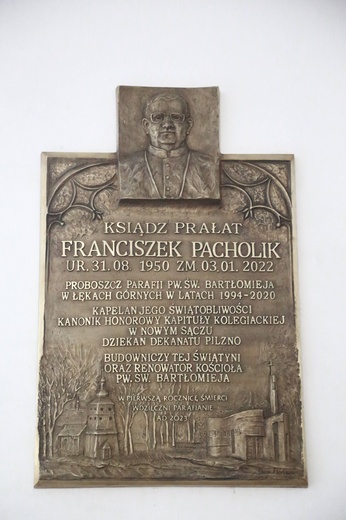 KSIĄDZ PRAŁAT
FRANCISZEK PACHOLIK
UR. 31.08 1950 ZM 03.01. 2022
PROBOSZCZ PARAFII PW. ŚW. BARTŁOMIEJA
W ŁĘKACH GÓRNYCH W LATACH 1994-2020
KAPELAN JEGO ŚWIĄTOBLIWOŚCI
KANONIK HONOROWY KAPITUŁY KOLEGIACKIEJ
W NOWYM SĄCZU
DZIEKAN DEKANATU PILZNO
BUDOWNICZY TEJ ŚWIĄTYNI
ORAZ RENOWATOR KOŚCIOŁA
PW. ŚW. BARTŁOMIEJA
W PIERWSZĄ ROCZNICĘ ŚMIERCI
WDZIĘCZNI PARAFIANIE
AD 2023